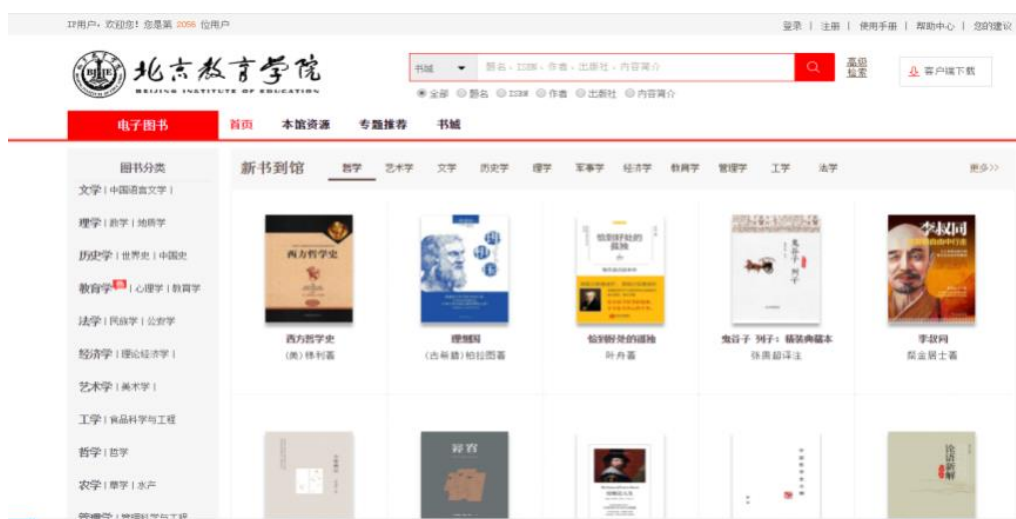 IP用户，欢迎您！您是第 2056 位用户
登录 | 注册 | 使用手册 | 帮助中心 | 您的建议
北京教育学院
BEIJING INSTITUTE OF EDUCATION
书城
题名、ISBN、作者、出版社、内容简介
高级检索
客户端下载
全部 题名 ISBN 作者 出版社 内容简介
电子图书 首页 本馆资源 专题推荐 书城
图书分类
新书到馆 哲学 艺术学 文学 历史学 理学 军事学 经济学 教育学 管理学 工学 法学 更多>>
文学 | 中国语言文学 |
理学 | 数学 | 地质学
历史学 | 世界史 | 中国史
教育学 | 心理学 | 教育学
法学 | 民族学 | 公安学
经济学 | 理论经济学 |
艺术学 | 美术学 |
工学 | 食品科学与工程
哲学 | 哲学
农学 | 草学 | 水产
管理学 | 管理科学与工程
西方哲学史
恰到好处的孤独
鬼谷子 列子
李叔同
西方哲学史
(美)梯利著
理想国
(古希腊)柏拉图著
恰到好处的孤独
叶舟著
鬼谷子 列子：精装典藏本
李叔同
梨金居士著
论语新解